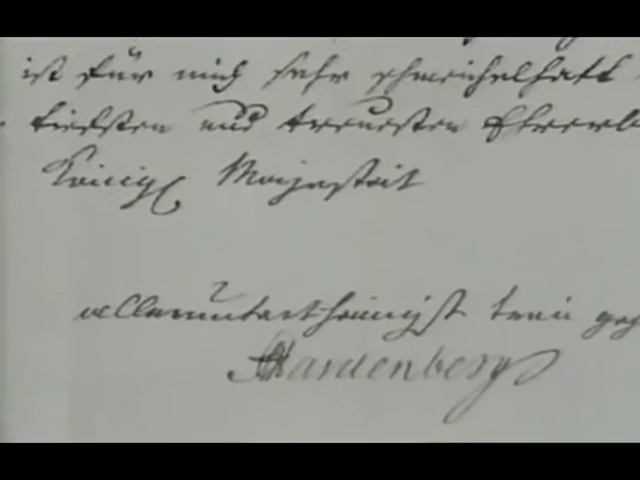 ist für mich sehr schmeichelhaft
tiefsten und treuesten
Königl Majestät
allerunterthänigst treu
Hardenberg